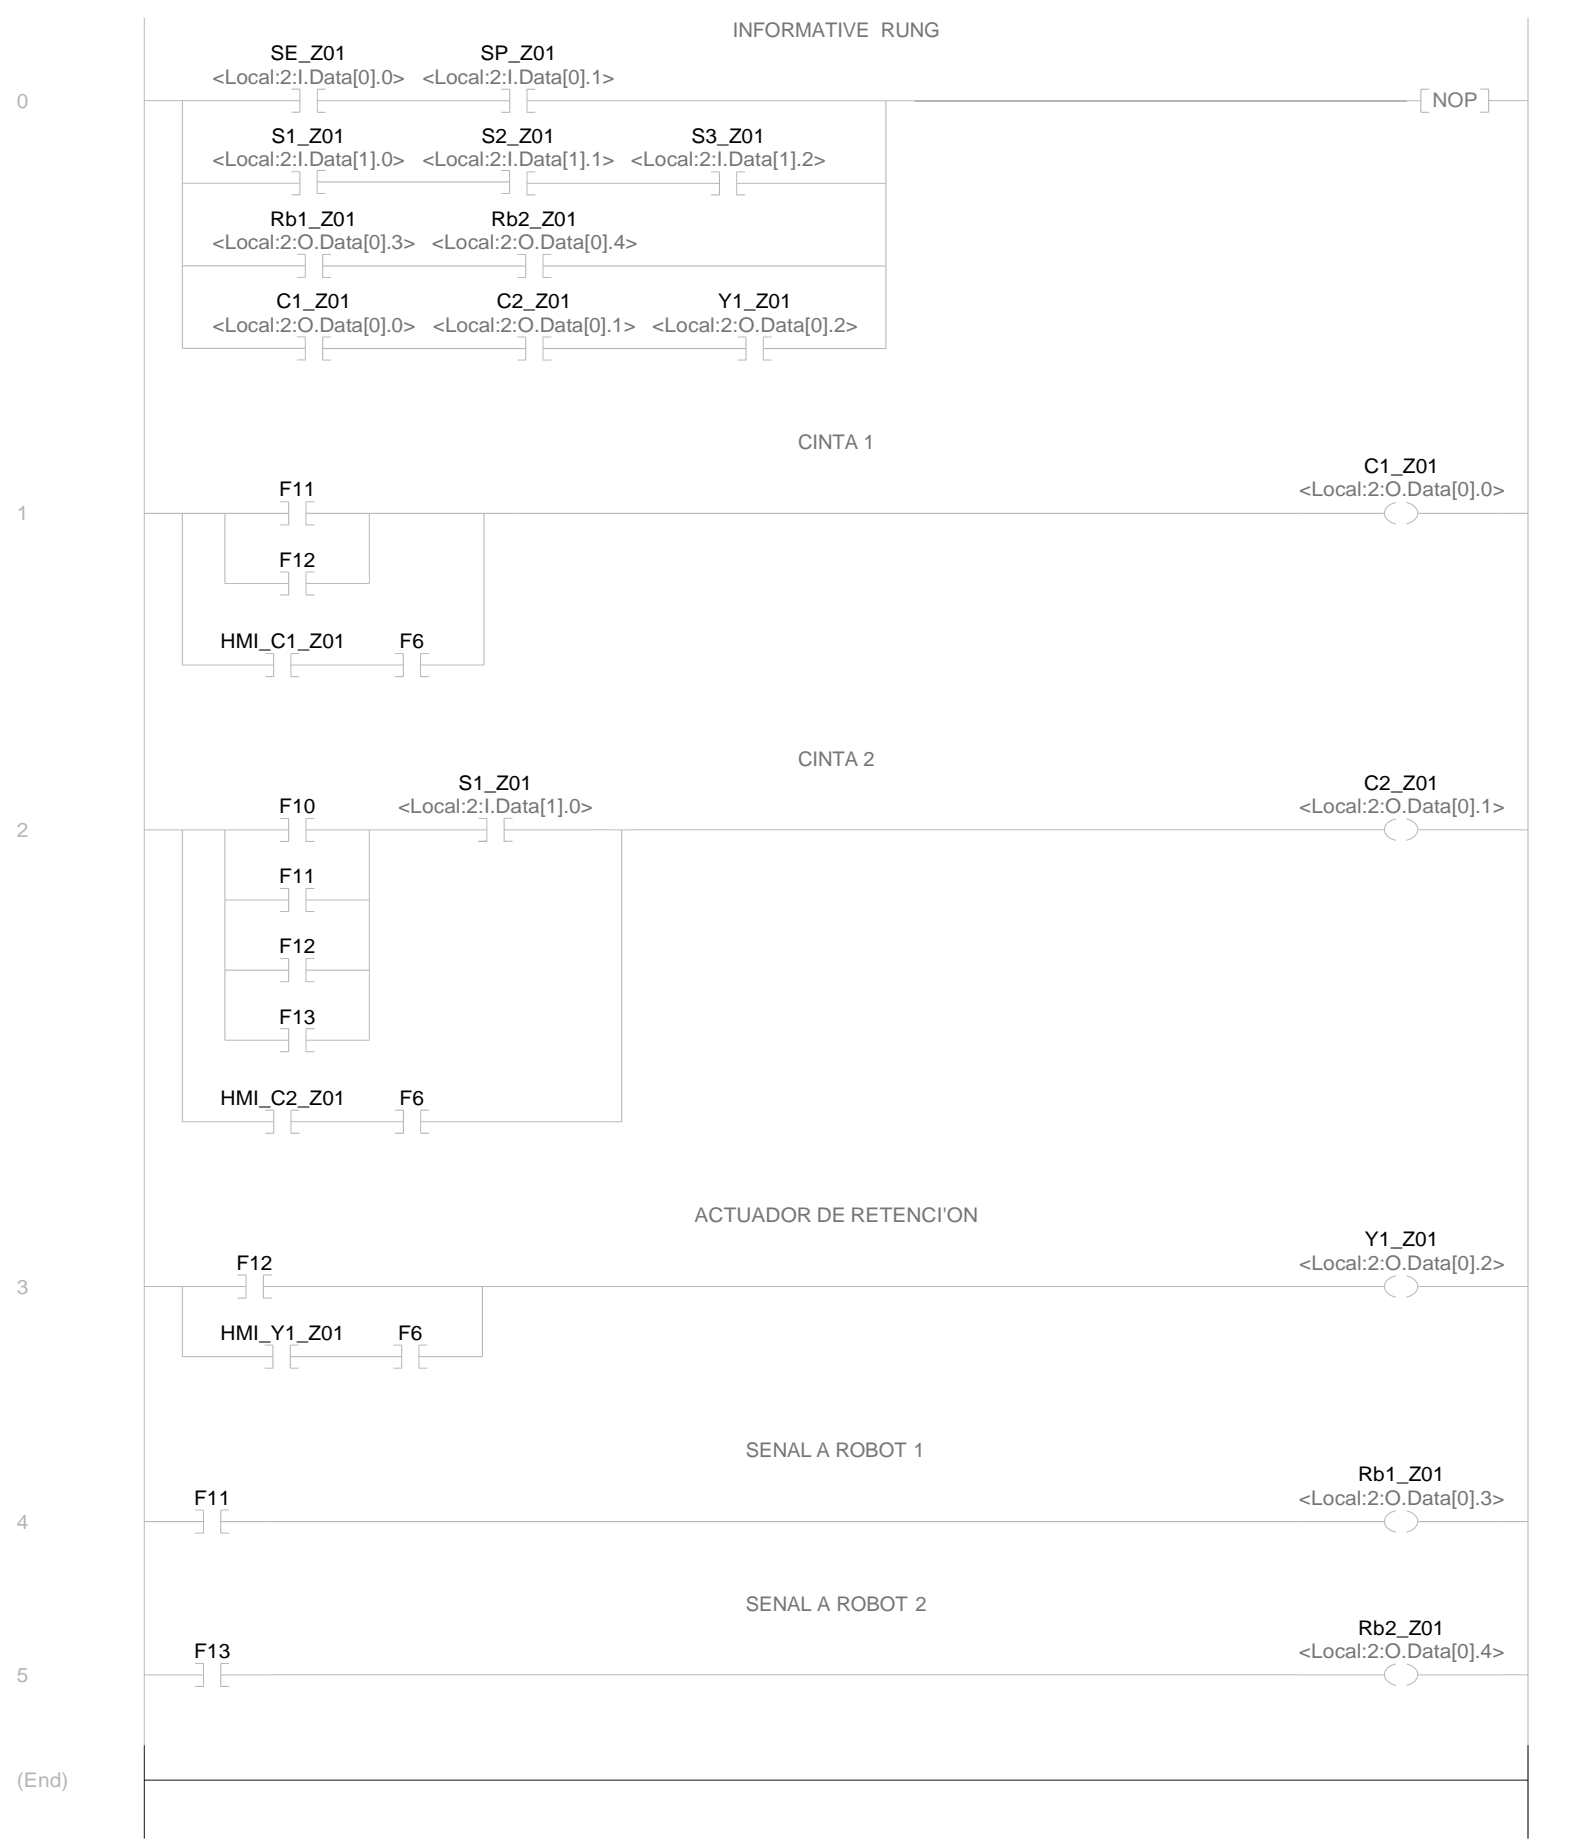 INFORMATIVE RUNG
SE_Z01 SP_Z01
<Local:2:I.Data[0].0> <Local:2:I.Data[0].1>
0 NOP
S1_Z01 S2_Z01 S3_Z01
<Local:2:I.Data[1].0> <Local:2:I.Data[1].1> <Local:2:I.Data[1].2>
Rb1_Z01 Rb2_Z01
<Local:2:O.Data[0].3> <Local:2:O.Data[0].4>
C1_Z01 C2_Z01 Y1_Z01
<Local:2:O.Data[0].0> <Local:2:O.Data[0].1> <Local:2:O.Data[0].2>
CINTA 1
C1_Z01
F11 <Local:2:O.Data[0].0>
1
F12
HMI_C1_Z01 F6
CINTA 2
S1_Z01 C2_Z01
F10 <Local:2:I.Data[1].0> <Local:2:O.Data[0].1>
2
F11
F12
F13
HMI_C2_Z01 F6
ACTUADOR DE RETENCI'ON
Y1_Z01
F12 <Local:2:O.Data[0].2>
3
HMI_Y1_Z01 F6
SENAL A ROBOT 1
Rb1_Z01
F11 <Local:2:O.Data[0].3>
4
SENAL A ROBOT 2
Rb2_Z01
F13 <Local:2:O.Data[0].4>
5
(End)